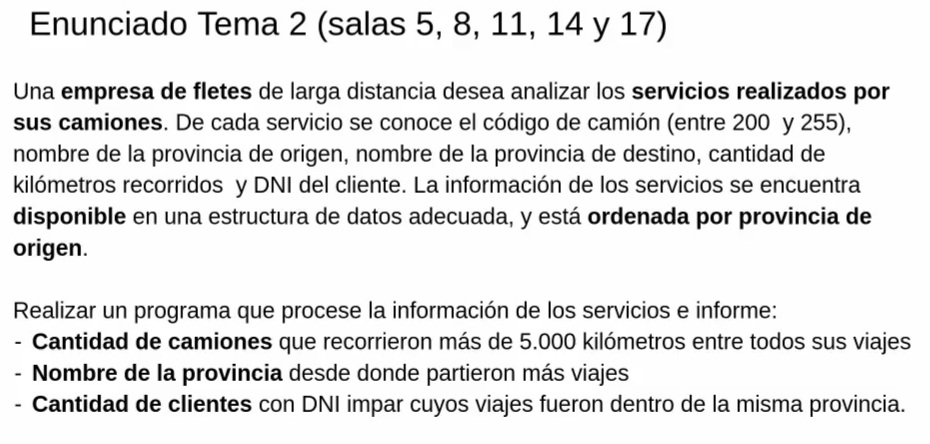 Enunciado Tema 2 (salas 5, 8, 11, 14 y 17)
Una empresa de fletes de larga distancia desea analizar los servicios realizados por
sus camiones. De cada servicio se conoce el código de camión (entre 200 y 255),
nombre de la provincia de origen, nombre de la provincia de destino, cantidad de
kilómetros recorridos y DNI del cliente. La información de los servicios se encuentra
disponible en una estructura de datos adecuada, y está ordenada por provincia de
origen.
Realizar un programa que procese la información de los servicios e informe:
- Cantidad de camiones que recorrieron más de 5.000 kilómetros entre todos sus viajes
- Nombre de la provincia desde donde partieron más viajes
- Cantidad de clientes con DNI impar cuyos viajes fueron dentro de la misma provincia.